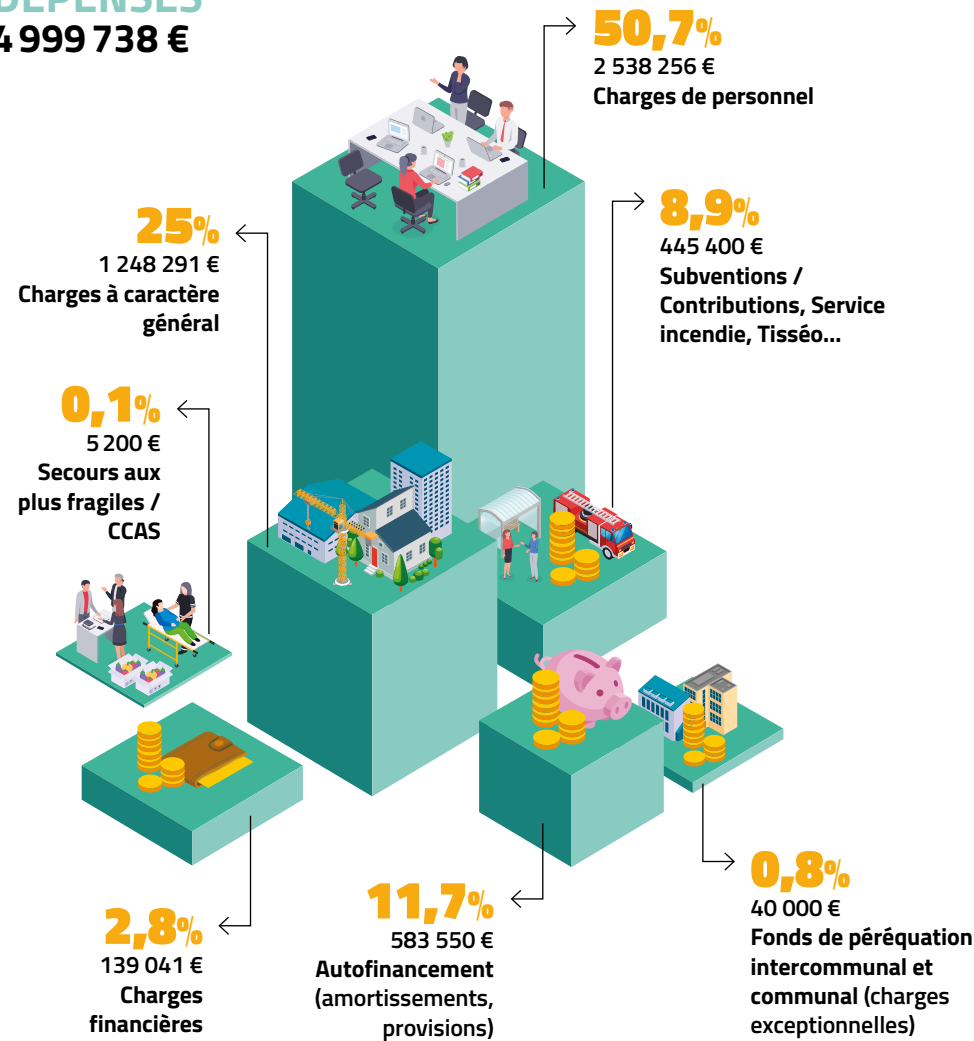 DÉPENSES
4 999 738 €
50,7%
2 538 256 €
Charges de personnel
8,9%
445 400 €
Subventions /
Contributions, Service
incendie, Tisséo...
25%
1 248 291 €
Charges à caractère
général
0,1%
5 200 €
Secours aux
plus fragiles /
CCAS
2,8%
139 041 €
Charges
financières
11,7%
583 550 €
Autofinancement
(amortissements,
provisions)
0,8%
40 000 €
Fonds de péréquation
intercommunal et
communal (charges
exceptionnelles)